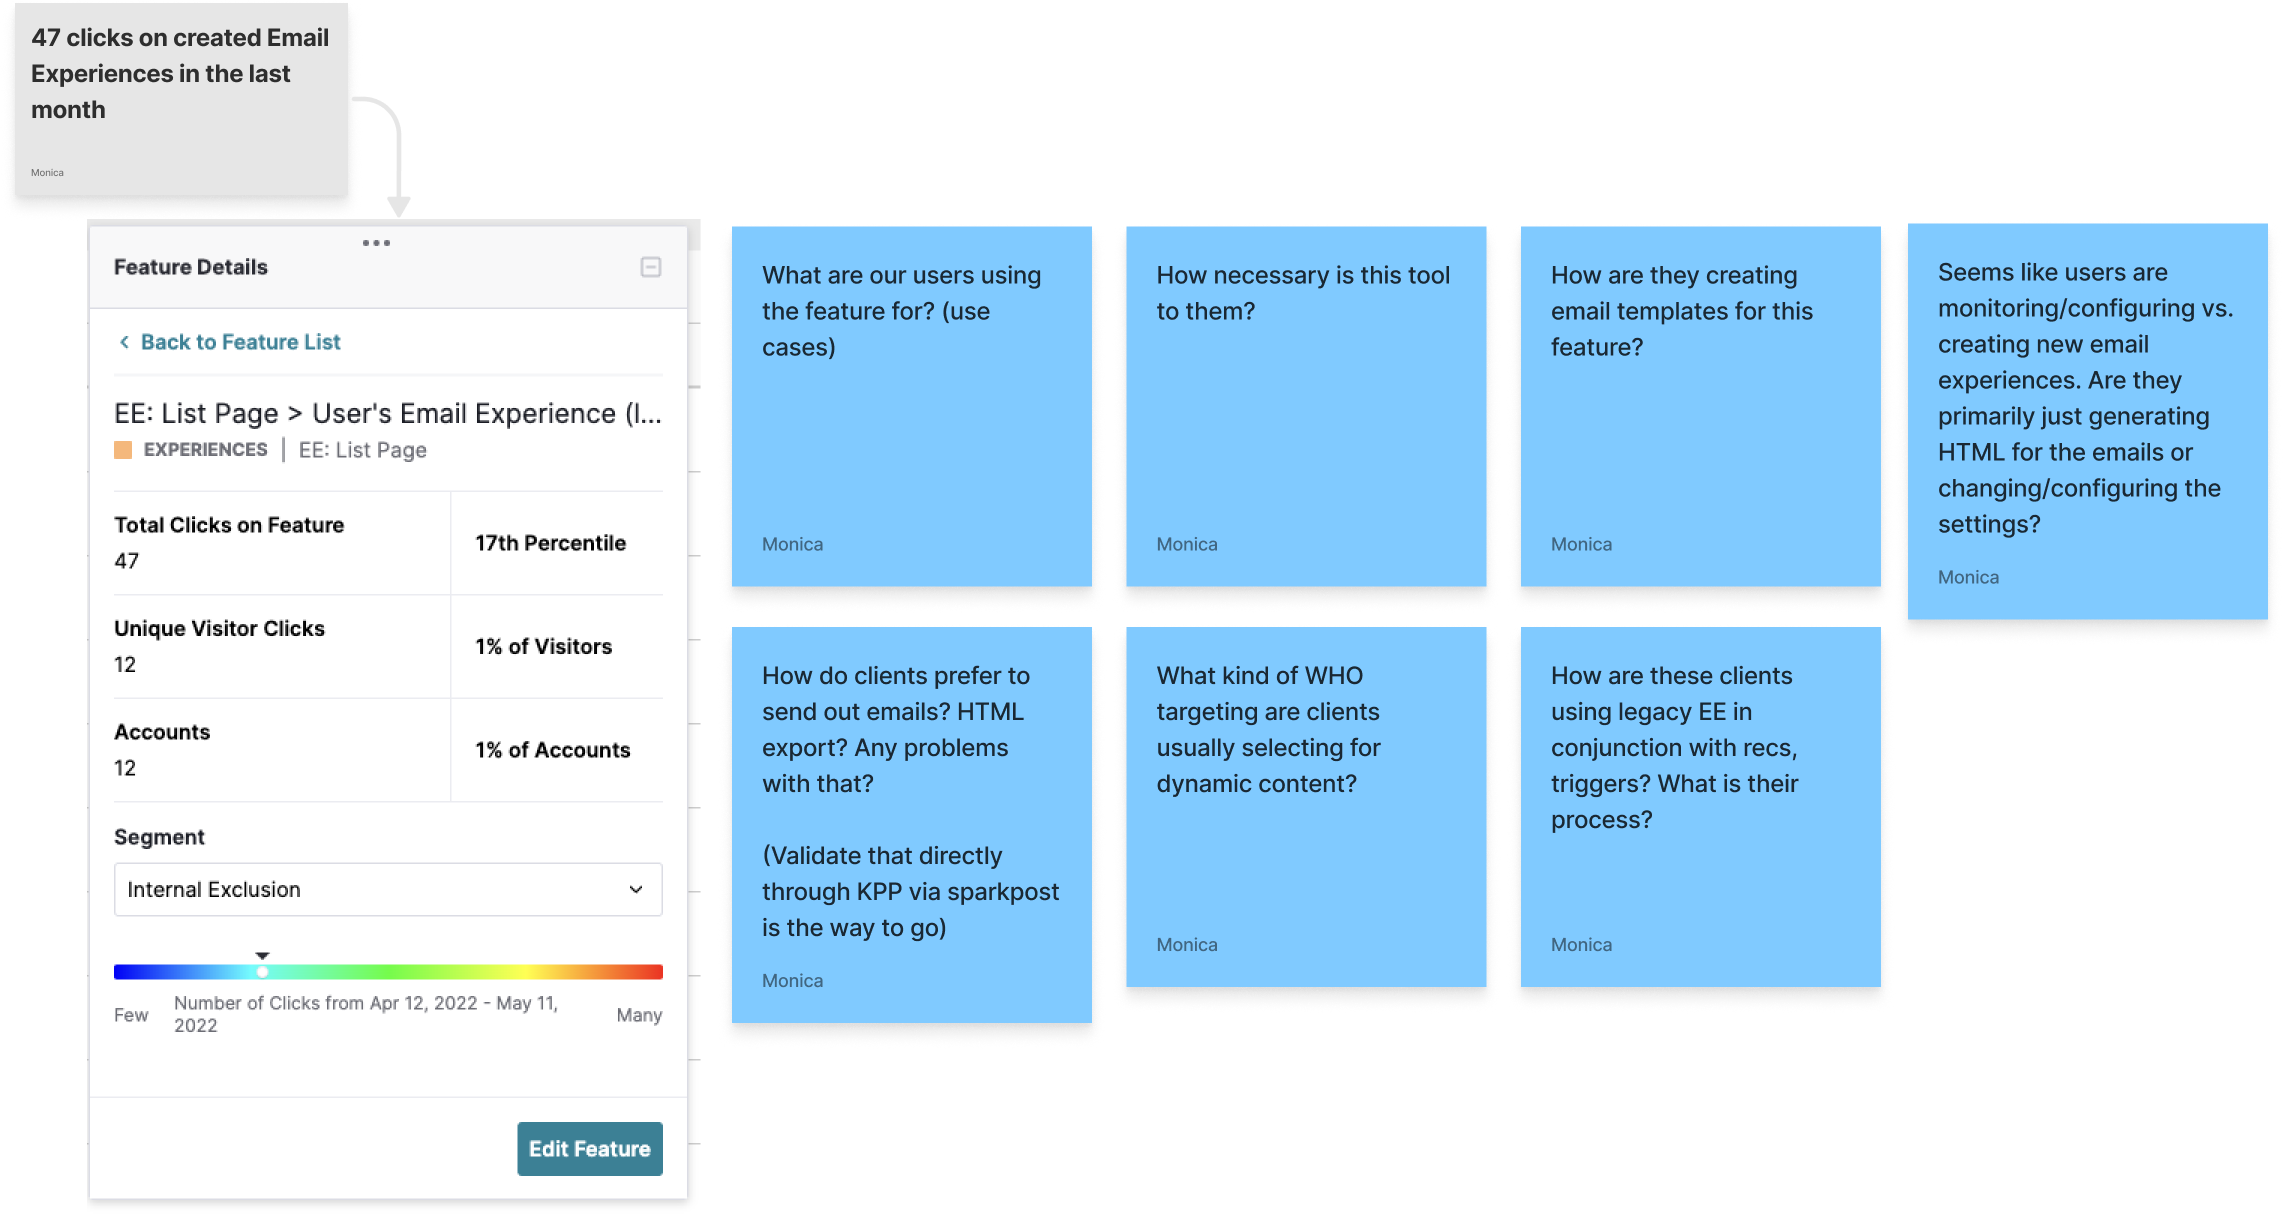 47 clicks on created Email
Experiences in the last
month
Monica
Feature Details
Back to Feature List
EE: List Page > User's Email Experience (I...
EXPERIENCES | EE: List Page
Total Clicks on Feature
47
17th Percentile
Unique Visitor Clicks
12
1% of Visitors
Accounts
12
1% of Accounts
Segment
Internal Exclusion
Few
Number of Clicks from Apr 12, 2022 - May 11,
2022
Many
Edit Feature
What are our users using
the feature for? (use
cases)
Monica
How necessary is this tool
to them?
Monica
How are they creating
email templates for this
feature?
Monica
Seems like users are
monitoring/configuring vs.
creating new email
experiences. Are they
primarily just generating
HTML for the emails or
changing/configuring the
settings?
Monica
How do clients prefer to
send out emails? HTML
export? Any problems
with that?
(Validate that directly
through KPP via sparkpost
is the way to go)
Monica
What kind of WHO
targeting are clients
usually selecting for
dynamic content?
Monica
How are these clients
using legacy EE in
conjunction with recs,
triggers? What is their
process?
Monica